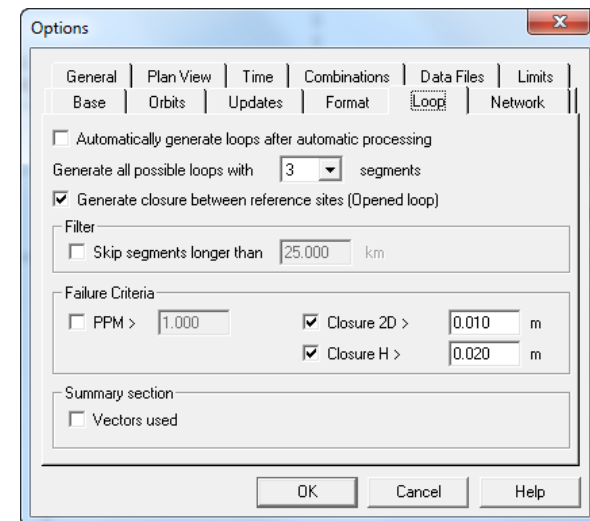 Options
General Plan View Time Combinations Data Files Limits
Base Orbits Updates Format Loop Network
Automatically generate loops after automatic processing
Generate all possible loops with 3 segments
Generate closure between reference sites (Opened loop)
Filter
Skip segments longer than 25.000 km
Failure Criteria
PPM > 1.000 Closure 2D > 0.010 m
Closure H > 0.020 m
Summary section
Vectors used
OK Cancel Help